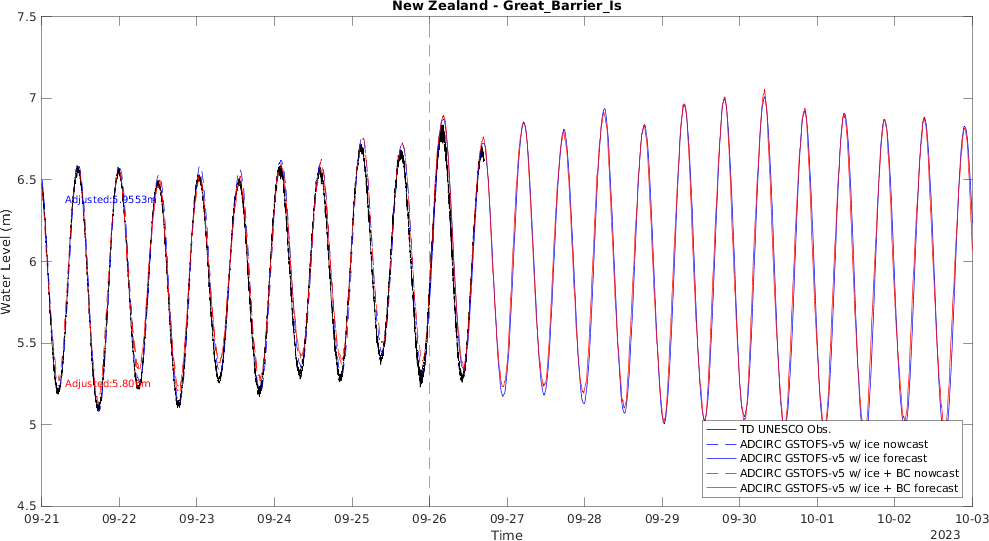 New Zealand - Great_Barrier_Is
7.5
7
6.5
6
5.5
5
4.5
Water Level (m)
Adjusted:5.9553m
TD UNESCO Obs.
ADCIRC GSTOFS-v5 w/ ice nowcast
ADCIRC GSTOFS-v5 w/ ice forecast
ADCIRC GSTOFS-v5 w/ ice + BC nowcast
ADCIRC GSTOFS-v5 w/ ice + BC forecast
09-21 09-22 09-23 09-24 09-25 09-26 09-27 09-28 09-29 09-30 10-01 10-02 10-03
Time
2023